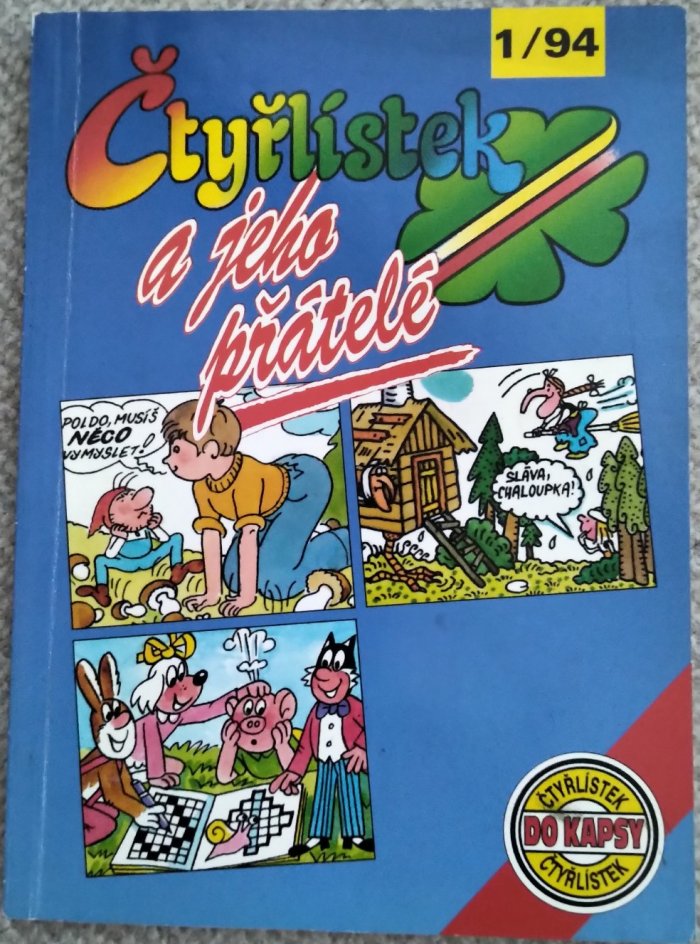 1/94
Čtyřlístek
a jeho
přátelé
POLDO, MUSÍŠ
NĚCO
VYMYSLET!
SLÁVA,
CHALOUPKA!
ČTYŘLÍSTEK
DO KAPSY
ČTYŘLÍSTEK